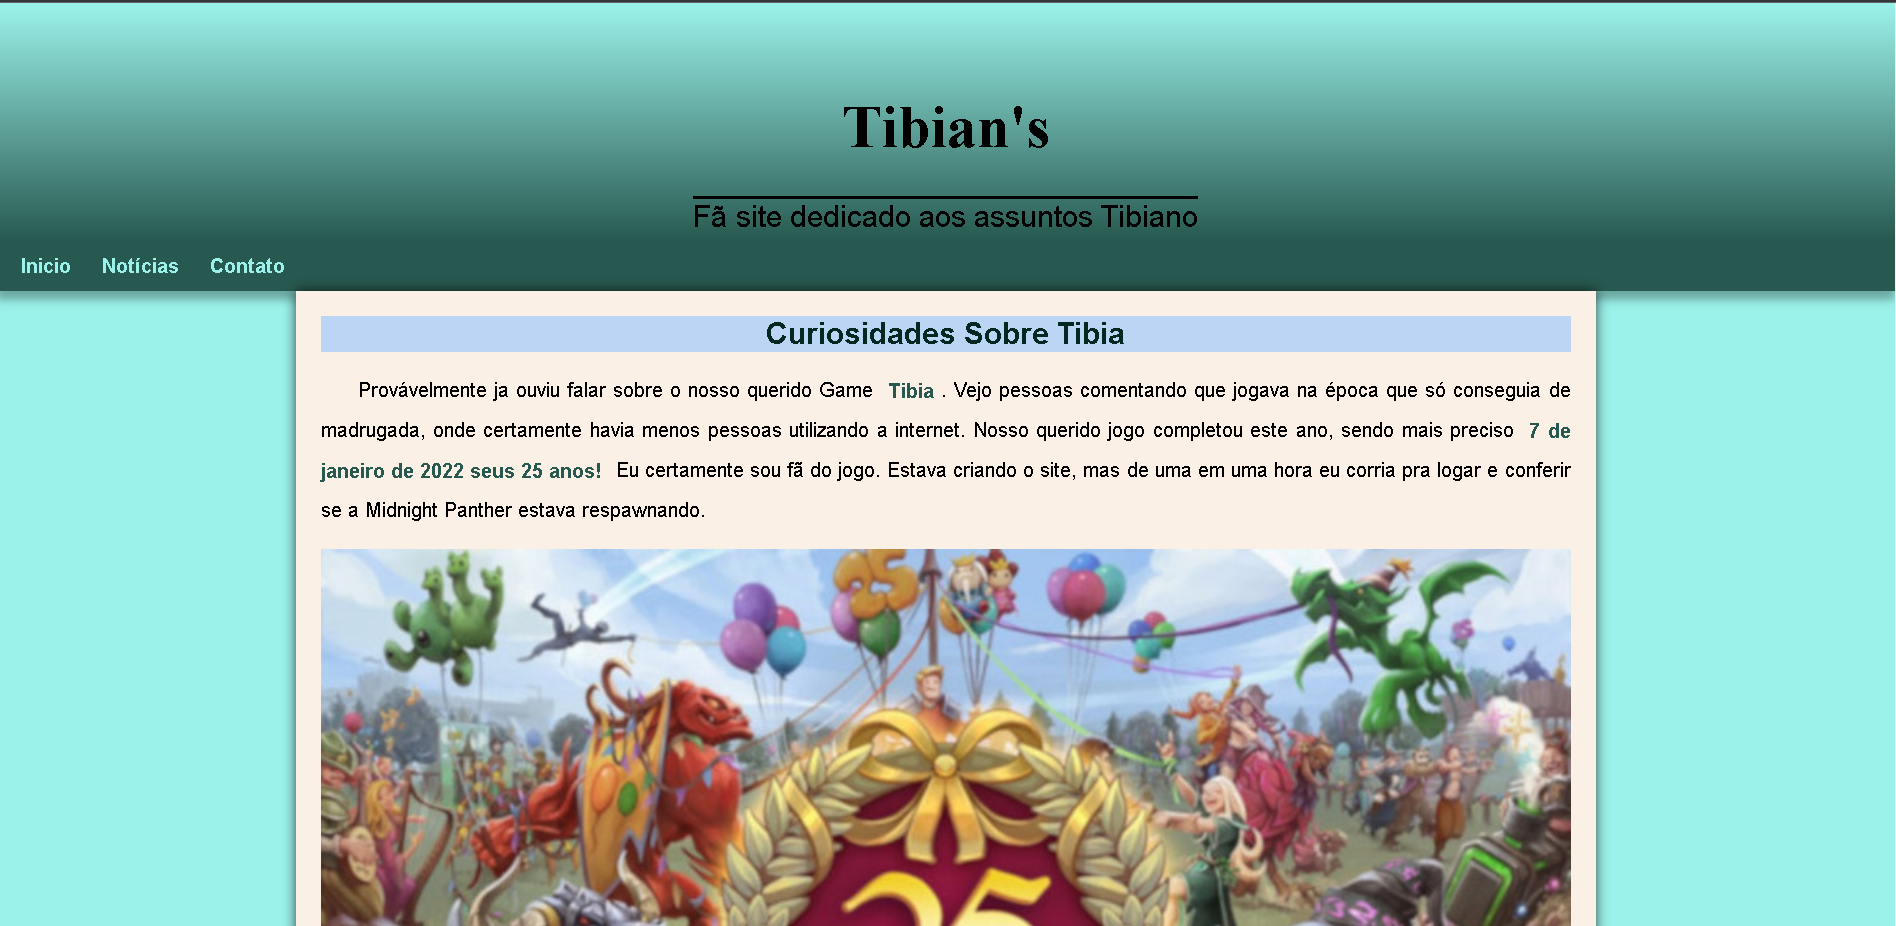 Tibian's
Fã site dedicado aos assuntos Tibiano
Inicio Notícias Contato
Curiosidades Sobre Tibia
Provávelmente ja ouviu falar sobre o nosso querido Game Tibia . Vejo pessoas comentando que jogava na época que só conseguia de
madrugada, onde certamente havia menos pessoas utilizando a internet. Nosso querido jogo completou este ano, sendo mais preciso 7 de
janeiro de 2022 seus 25 anos! Eu certamente sou fã do jogo. Estava criando o site, mas de uma em uma hora eu corria pra logar e conferir
se a Midnight Panther estava respawnando.
25
25